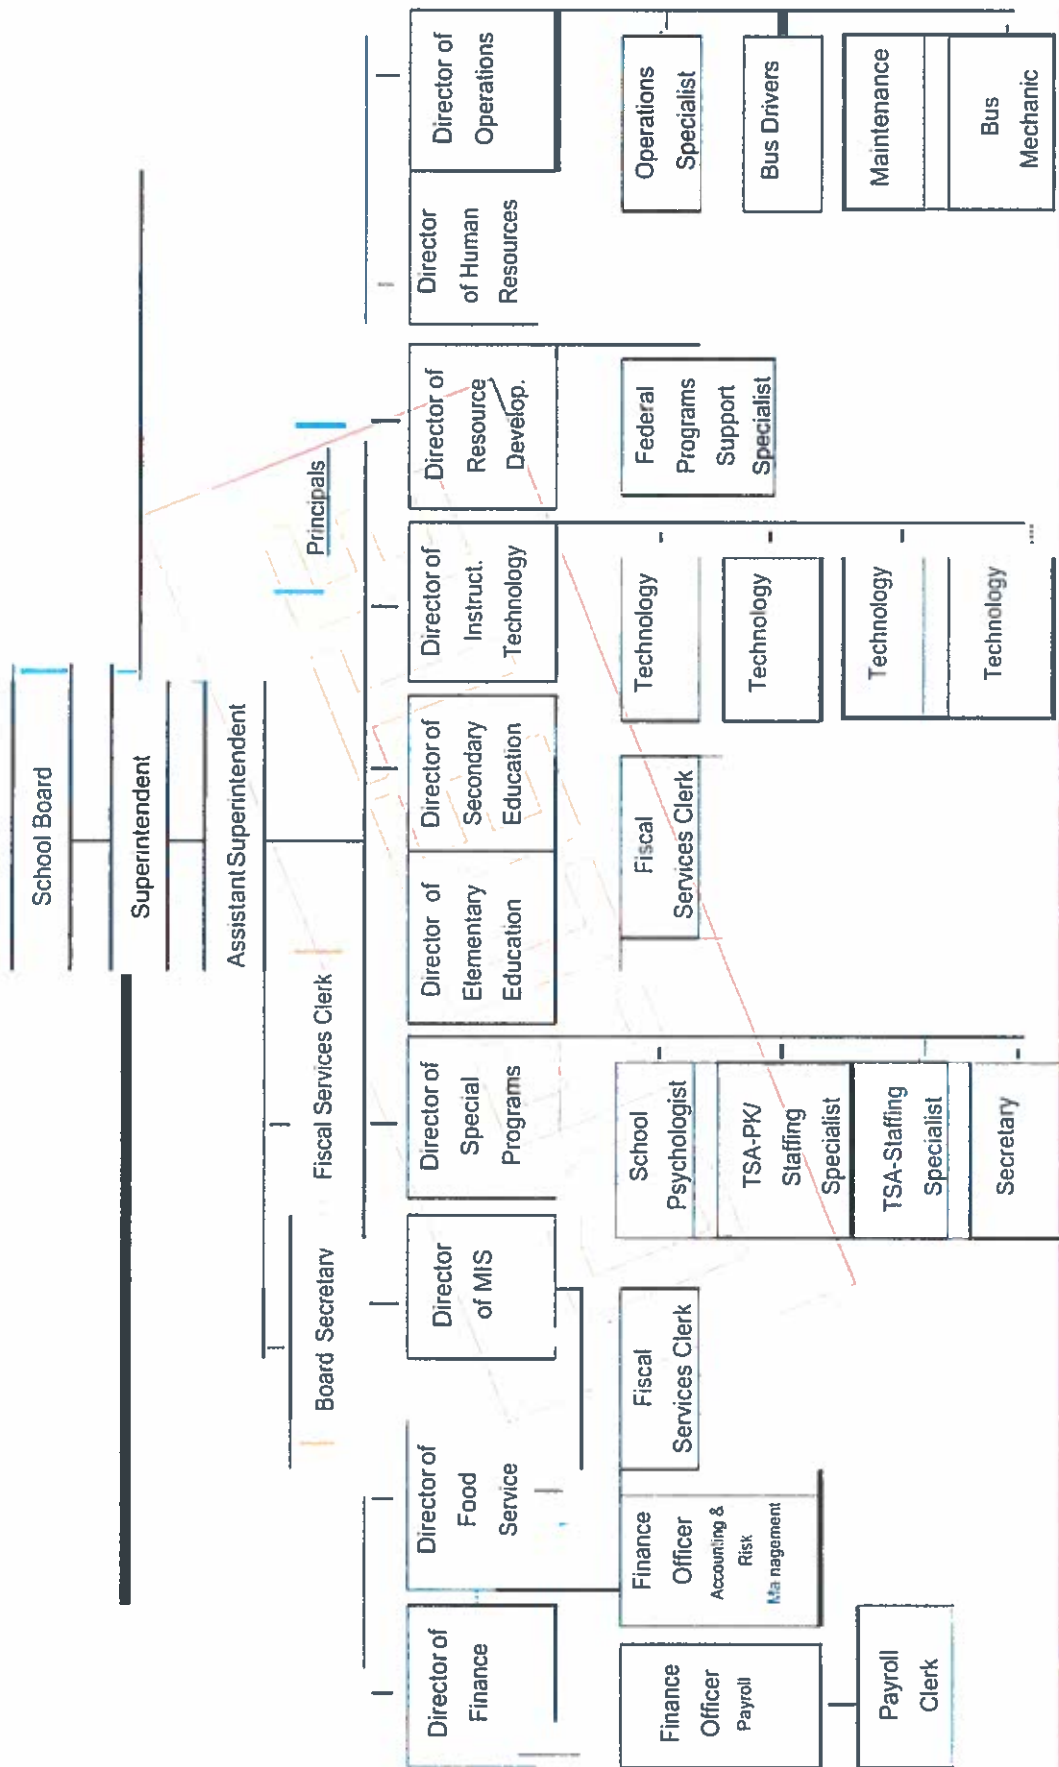 School Board
Superintendent
AssistantSuperintendent
Board Secretary
Fiscal Services Clerk
Principals
Director of
Finance
Director of
Food
Service
Director
of MIS
Director of
Special
Programs
Director of
Elementary
Education
Director of
Secondary
Education
Director of
Instruct.
Technology
Director of
Resource
Develop.
Director
of Human
Resources
Director of
Operations
Finance
Officer
Payroll
Payroll
Clerk
Finance
Officer
Accounting &
Risk
Management
Fiscal
Services Clerk
School
Psychologist
TSA-PK/
Staffing
Specialist
TSA-Staffing
Specialist
Secretary
Fiscal
Services Clerk
Technology
Technology
Technology
Technology
Federal
Programs
Support
Specialist
Operations
Specialist
Bus Drivers
Maintenance
Bus
Mechanic